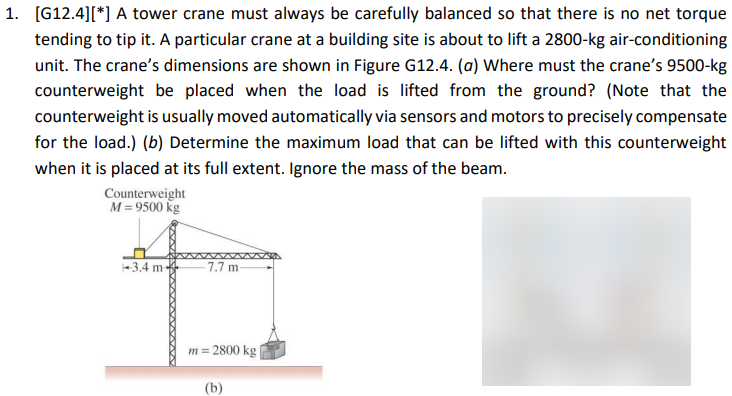 1. [G12.4][*] A tower crane must always be carefully balanced so that there is no net torque
tending to tip it. A particular crane at a building site is about to lift a 2800-kg air-conditioning
unit. The crane’s dimensions are shown in Figure G12.4. (a) Where must the crane’s 9500-kg
counterweight be placed when the load is lifted from the ground? (Note that the
counterweight is usually moved automatically via sensors and motors to precisely compensate
for the load.) (b) Determine the maximum load that can be lifted with this counterweight
when it is placed at its full extent. Ignore the mass of the beam.
Counterweight
M = 9500 kg
3.4 m
7.7 m
m = 2800 kg
(b)